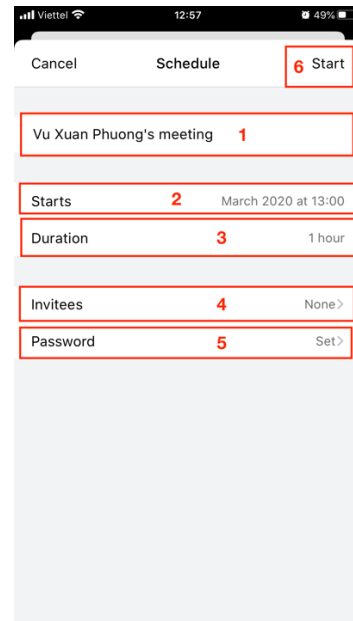 Viettel 12:57 49%
Cancel Schedule 6 Start
Vu Xuan Phuong's meeting 1
Starts 2 March 2020 at 13:00
Duration 3 1 hour
Invitees 4 None
Password 5 Set